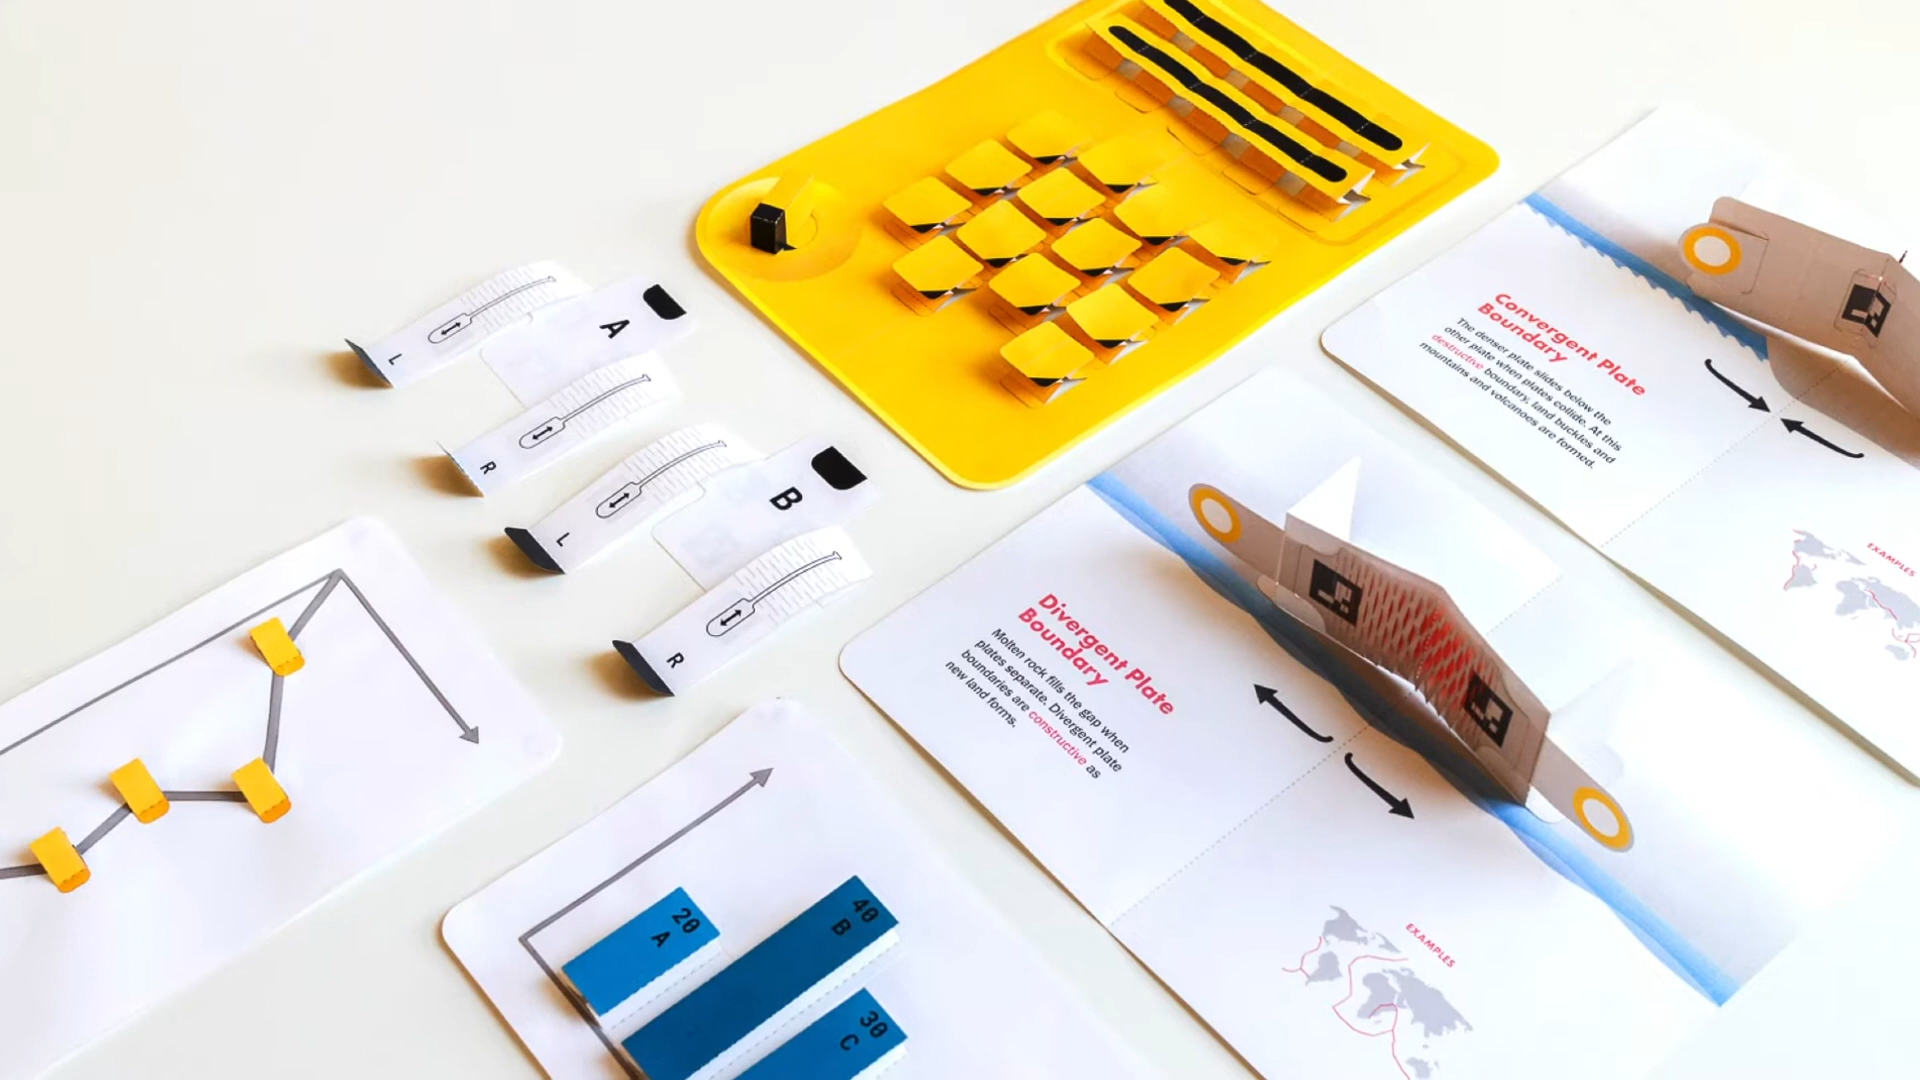 A
L
R
B
L
R
Convergent Plate
Boundary
The denser plate slides below the
other plate when plates collide. At this
destructive boundary, land buckles and
mountains and volcanoes are formed.
EXAMPLES
Divergent Plate
Boundary
Molten rock fills the gap when
plates separate. Divergent plate
boundaries are constructive as
new land forms.
EXAMPLES
20
A
40
B
30
C